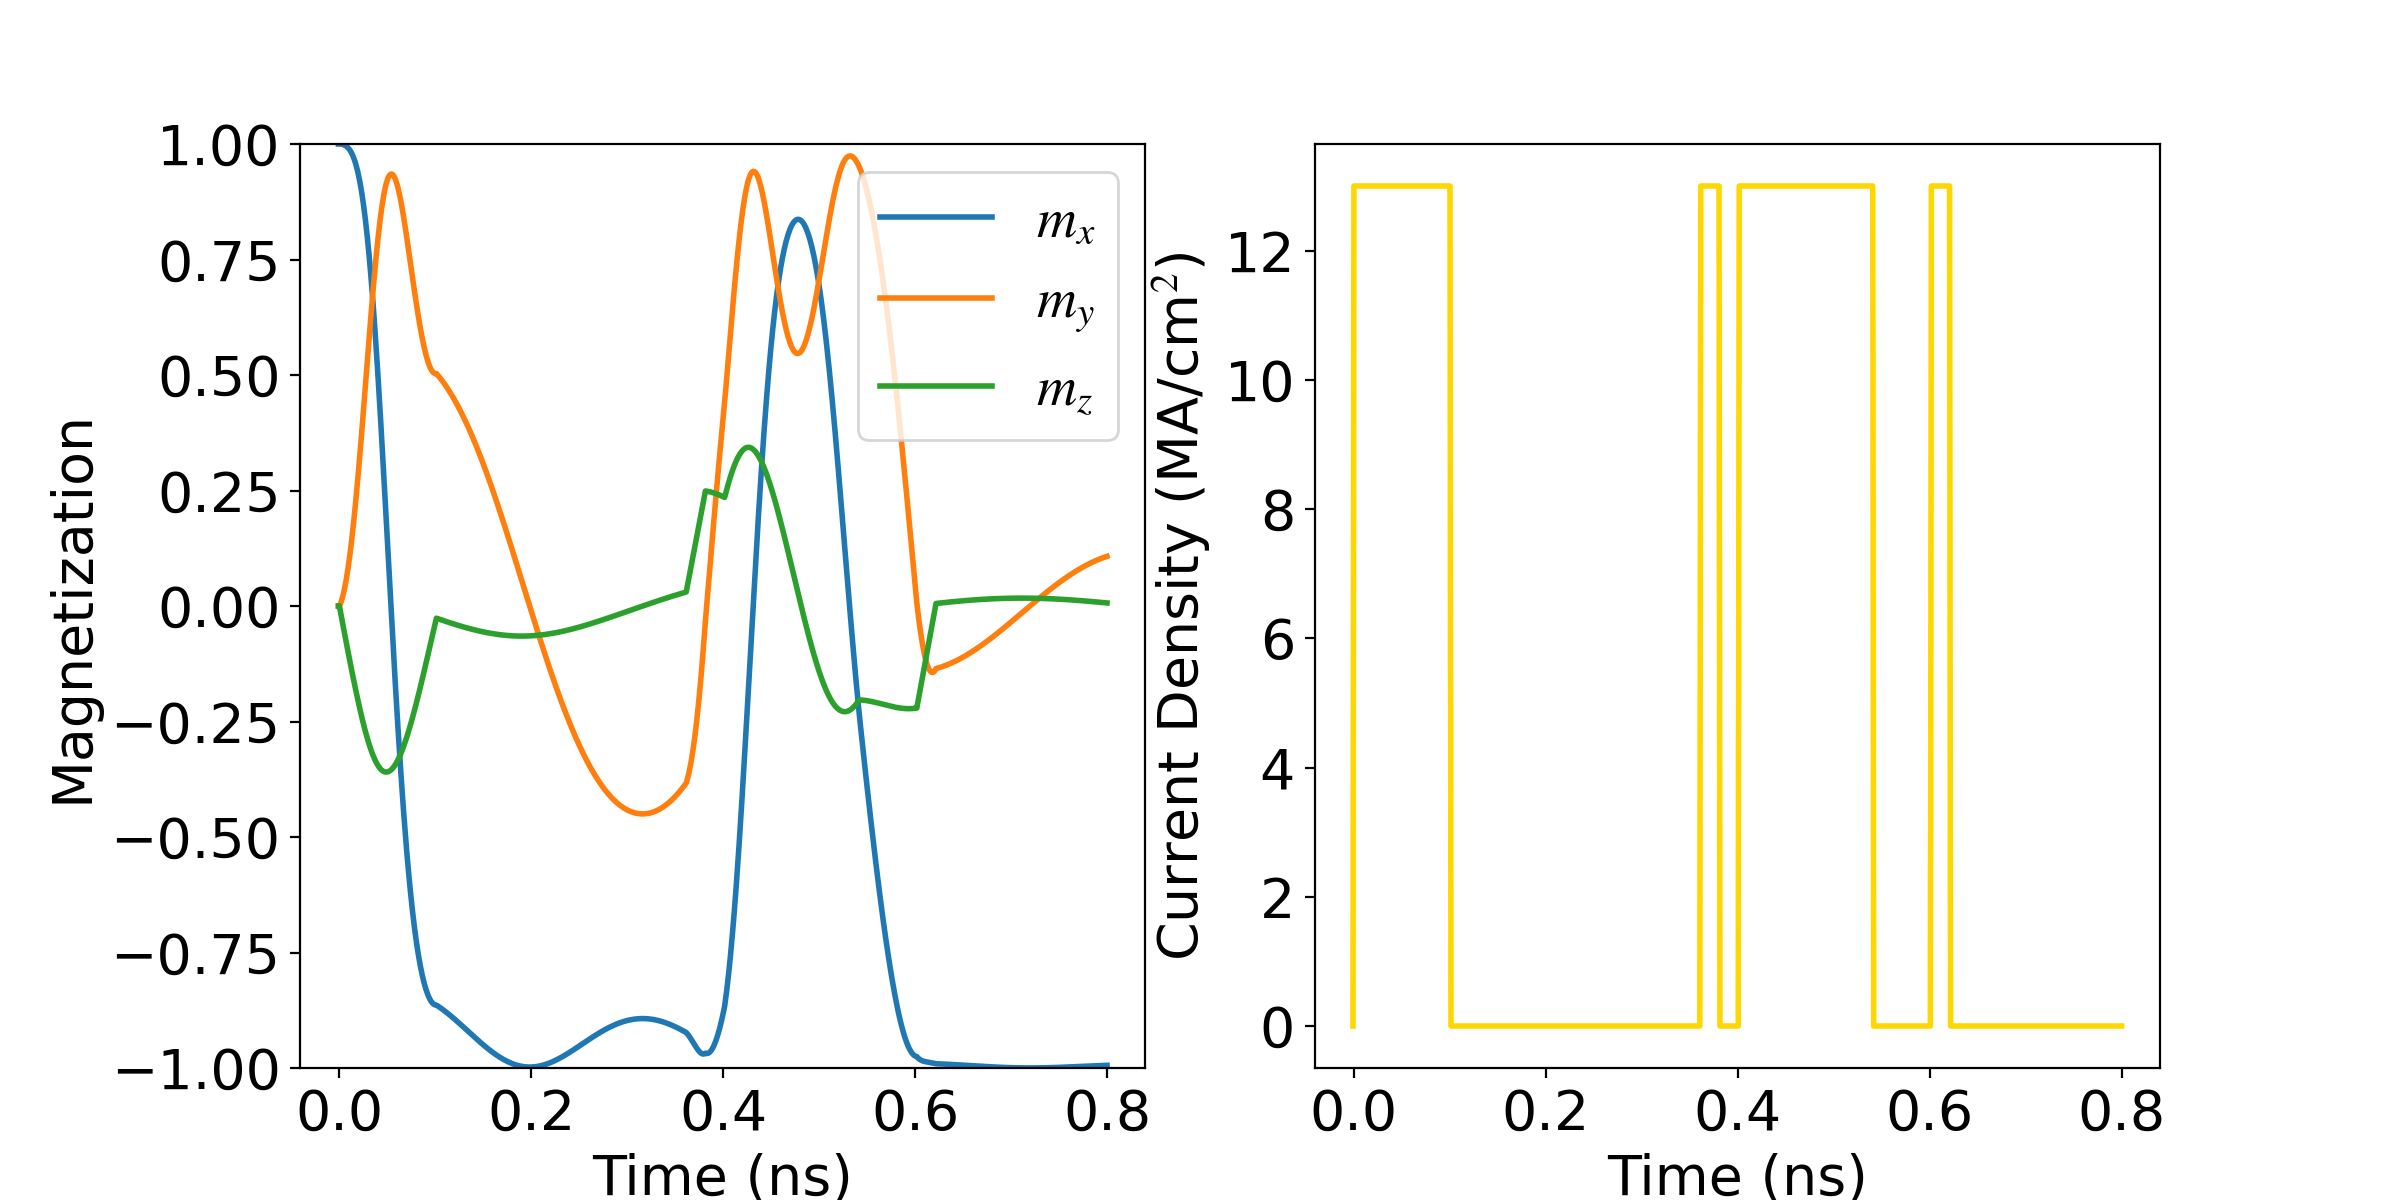 Magnetization
1.00
0.75
0.50
0.25
0.00
−0.25
−0.50
−0.75
−1.00
0.0 0.2 0.4 0.6 0.8
Time (ns)
m_x
m_y
m_z
Current Density (MA/cm²)
12
10
8
6
4
2
0
0.0 0.2 0.4 0.6 0.8
Time (ns)